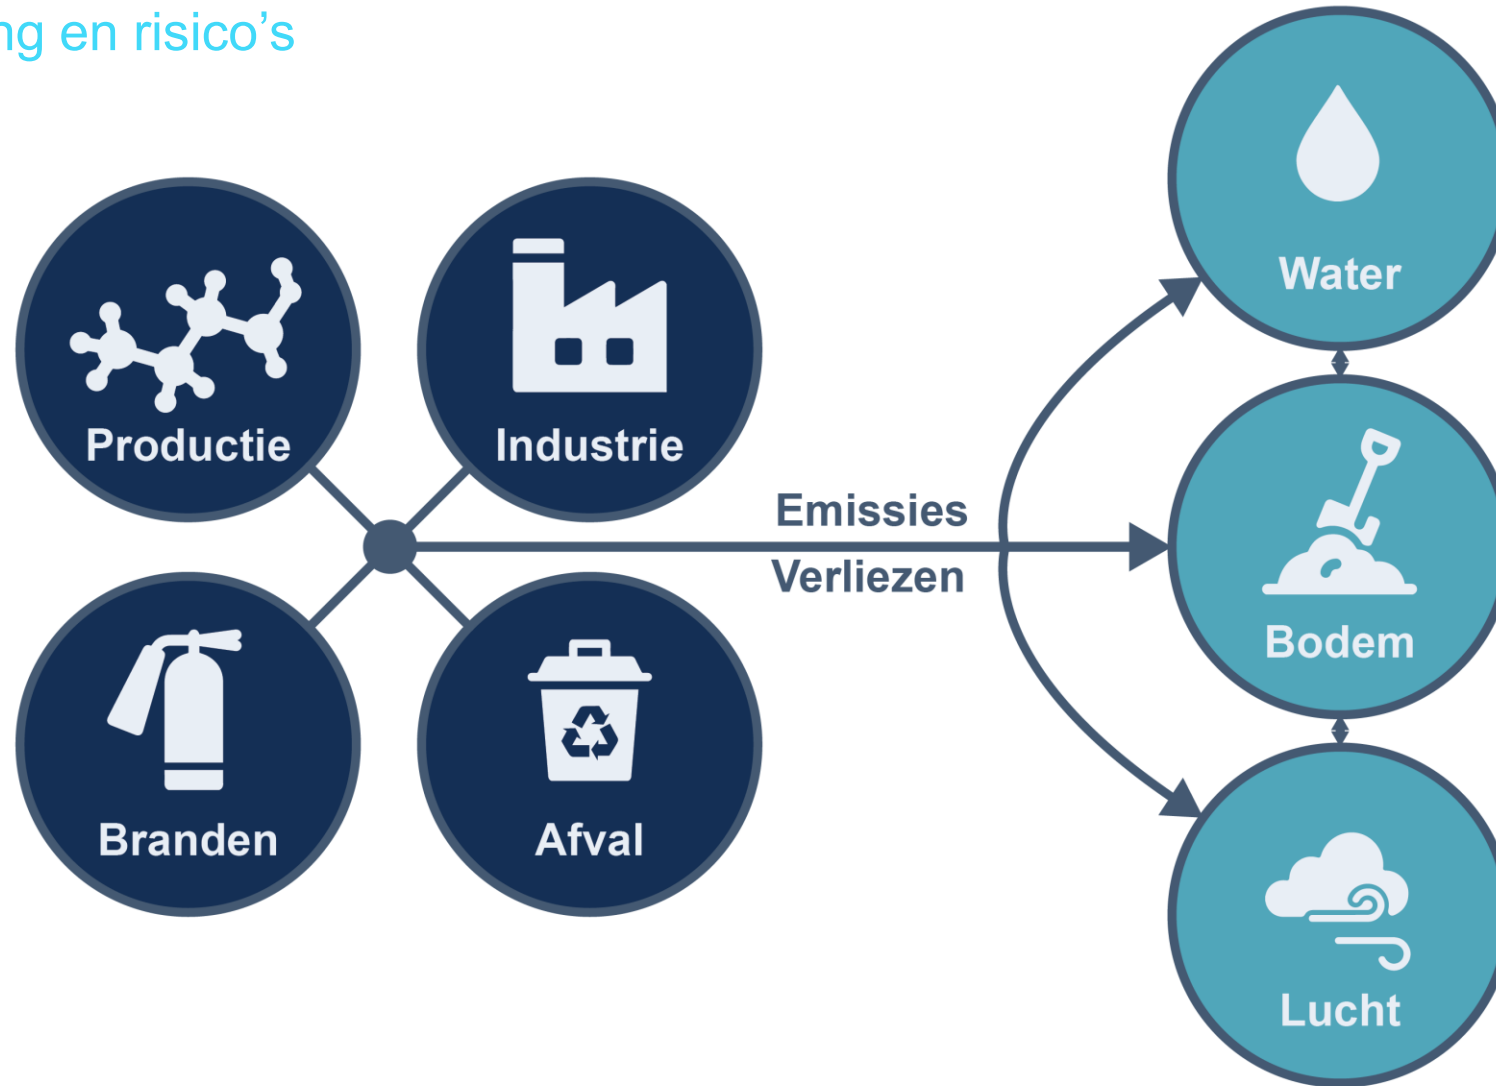 ng en risico’s
Productie
Industrie
Branden
Afval
Emissies
Verliezen
Water
Bodem
Lucht